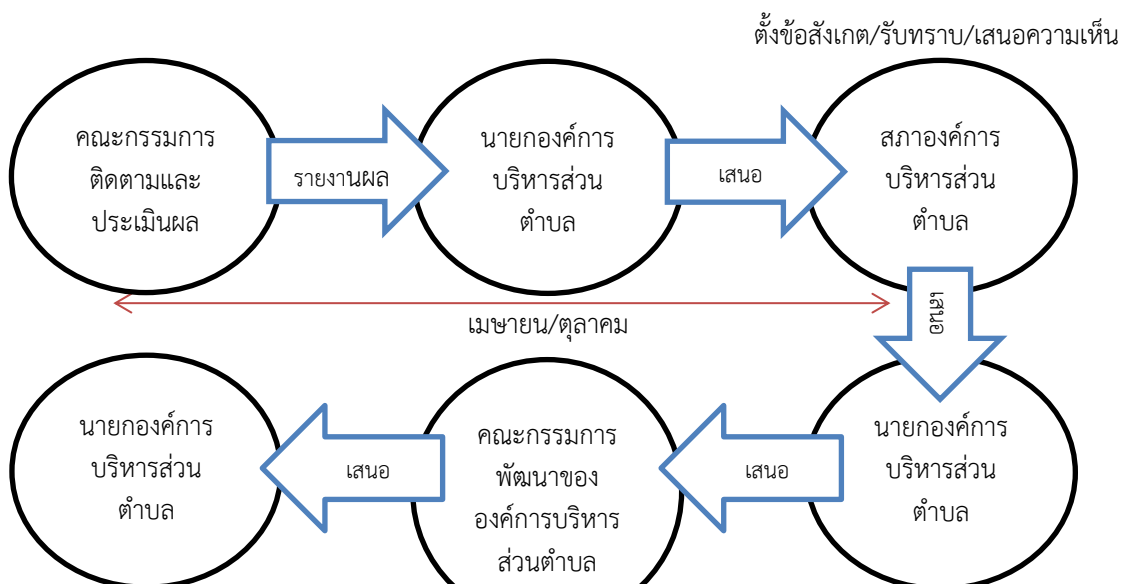 ตั้งข้อสังเกต/รับทราบ/เสนอความเห็น
คณะกรรมการ
ติดตามและ
ประเมินผล
รายงานผล
นายกองค์การ
บริหารส่วน
ตำบล
เสนอ
สภาองค์การ
บริหารส่วน
ตำบล
เสนอ
เมษายน/ตุลาคม
นายกองค์การ
บริหารส่วน
ตำบล
เสนอ
คณะกรรมการ
พัฒนาของ
องค์การบริหาร
ส่วนตำบล
เสนอ
นายกองค์การ
บริหารส่วน
ตำบล